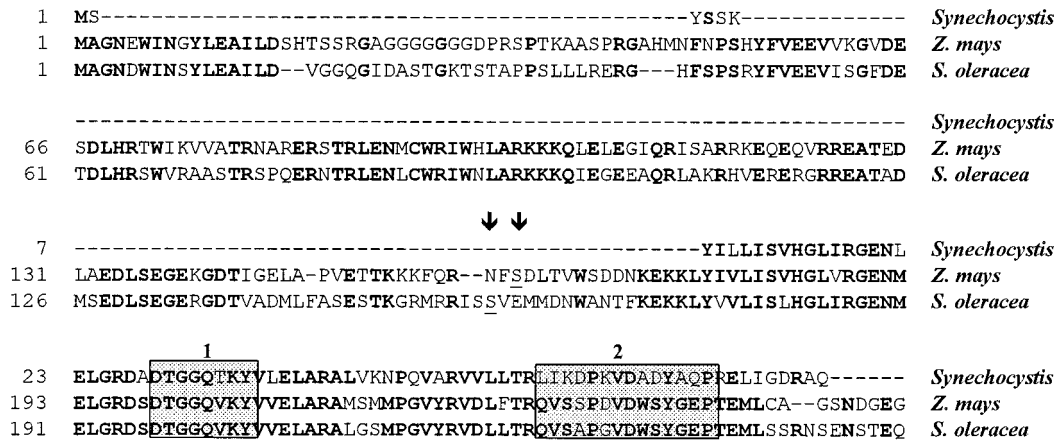 1 MS----------------------------------------------YSSK------------- Synechocystis
1 MAGNEWINGYLEAILDSHTSSRGAGGGGGGGDPRSPTKAASPRGAHMNFNPSHYFVEEVVKGVDE Z. mays
1 MAGNDWINSYLEAILD--VGGQGIDASTGKTSTAPPSLLLRERG---HFSPSRYFVEEVISGFDE S. oleracea
----------------------------------------------------------------- Synechocystis
66 SDLHRTWIKVVATRNARERSTRLENMCWRIWHLARKKKQLELEGIQRISARRKEQEQVRREATED Z. mays
61 TDLHRSWVRAASTRSPQERNTRLENLCWRIWNLARKKKQIEGEEAQRLAKRHVERERGRREATAD S. oleracea
7 -------------------------------------------------YILLISVHGLIRGENL Synechocystis
131 LAEDLSEGEKGDTIGELA-PVETTKKKFQR--NFSDLTVWSDDNKEKKLYIVLISVHGLVRGENM Z. mays
126 MSEDLSEGERGDTVADMLFASESTKGRMRRISSVEMMDNWANTFKEKKLYVVLISLHGLIRGENM S. oleracea
1 2
23 ELGRDADTGGQTKYVLELARALVKNPQVARVVLLTRLIKDPKVDADYAQPRELIGDRAQ------ Synechocystis
193 ELGRDSDTGGQVKYVVELARAMSMMPGVYRVDLFTRQVSSPDVDWSYGEPTEMLCA--GSNDGEG Z. mays
191 ELGRDSDTGGQVKYVVELARALGSMPGVYRVDLLTRQVSAPGVDWSYGEPTEMLSSRNSENSTEQ S. oleracea